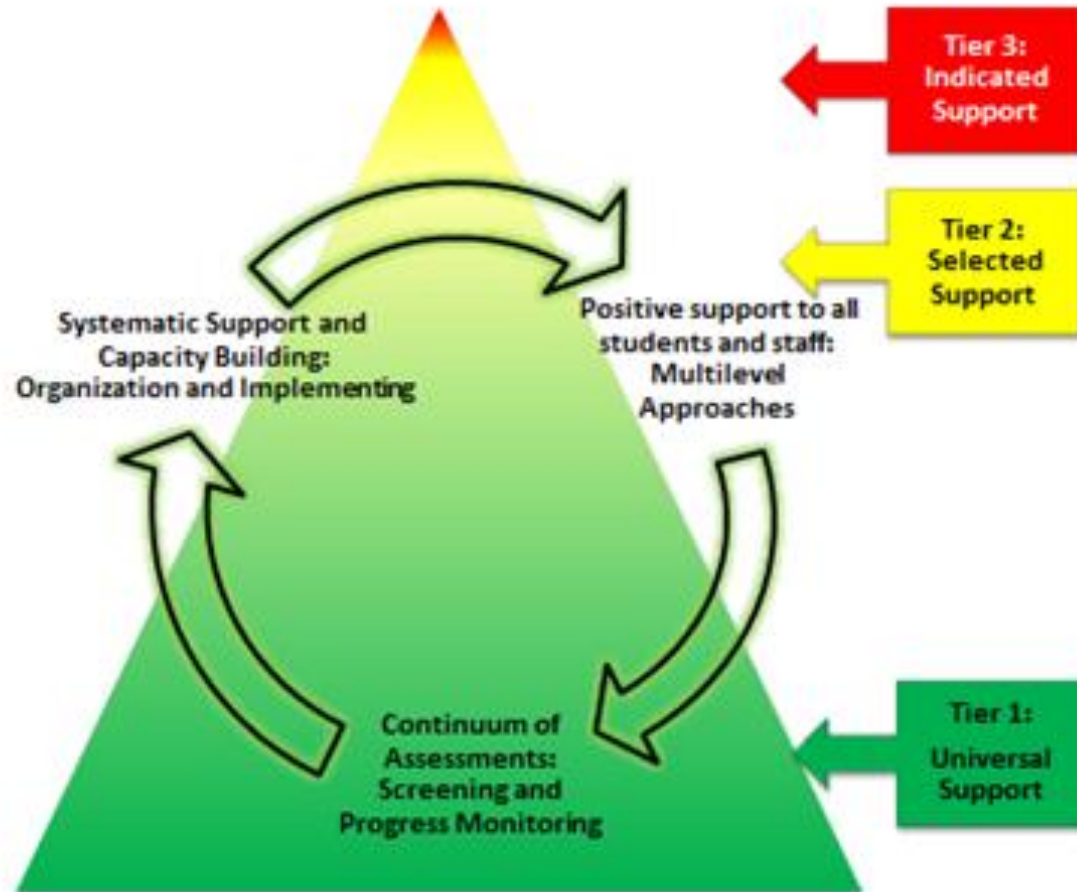 Tier 3:
Indicated
Support
Tier 2:
Selected
Support
Systematic Support and
Capacity Building:
Organization and Implementing
Positive support to all
students and staff:
Multilevel
Approaches
Continuum of
Assessments:
Screening and
Progress Monitoring
Tier 1:
Universal
Support